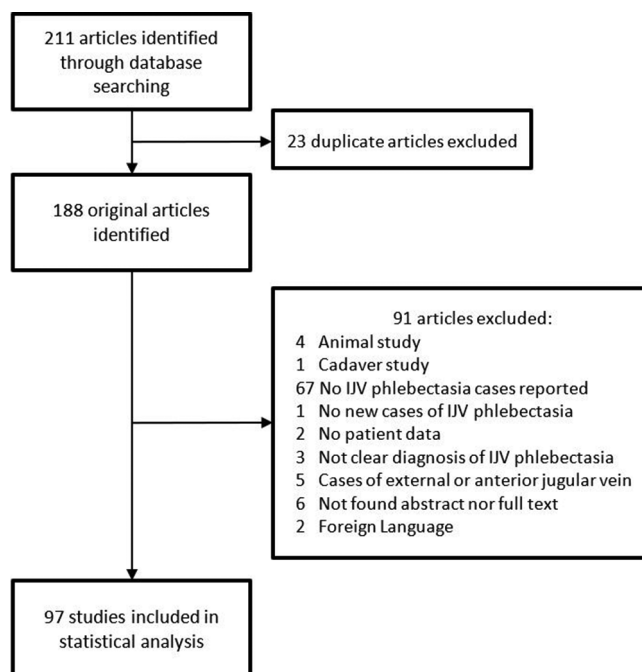 211 articles identified
through database
searching
23 duplicate articles excluded
188 original articles
identified
91 articles excluded:
4 Animal study
1 Cadaver study
67 No IJV phlebectasia cases reported
1 No new cases of IJV phlebectasia
2 No patient data
3 Not clear diagnosis of IJV phlebectasia
5 Cases of external or anterior jugular vein
6 Not found abstract nor full text
2 Foreign Language
97 studies included in
statistical analysis